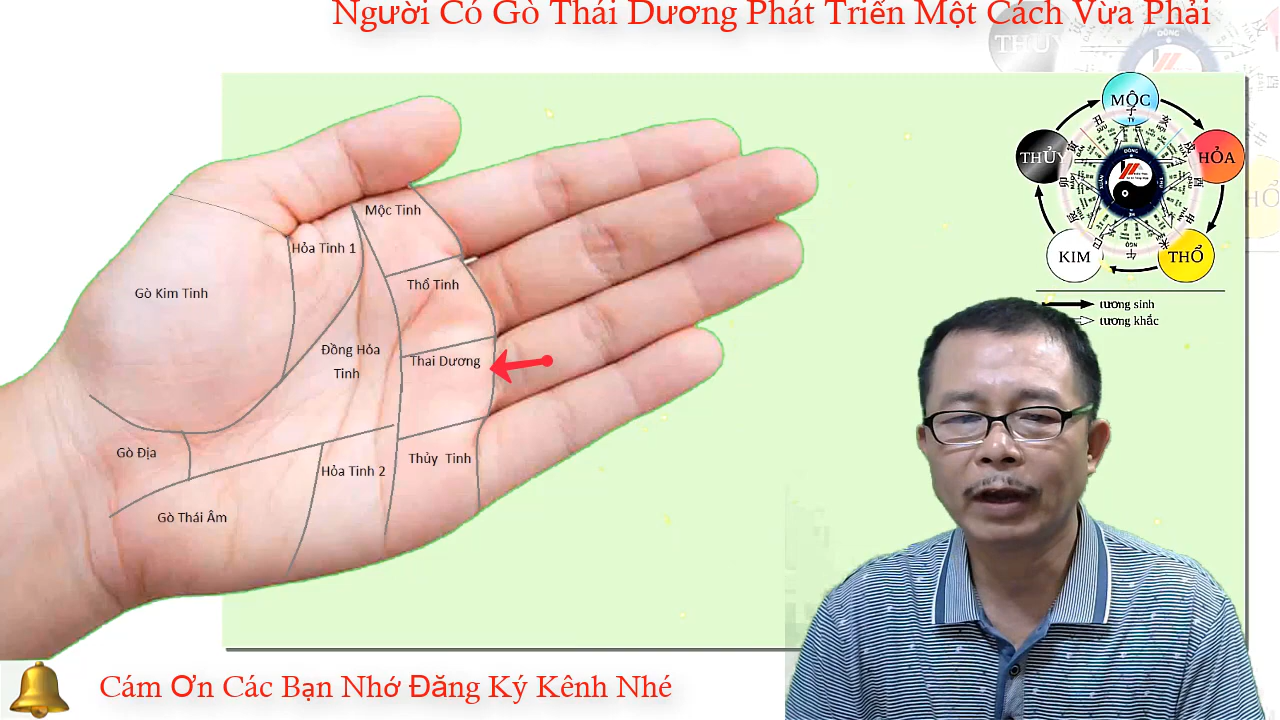 Người Có Gò Thái Dương Phát Triển Một Cách Vừa Phải
MỘC
THỦY
HỎA
KIM
THỔ
tương sinh
tương khắc
Mộc Tinh
Hỏa Tinh 1
Thổ Tinh
Gò Kim Tinh
Đồng Hỏa
Tinh
Thai Dương
Gò Địa
Hỏa Tinh 2
Thủy Tinh
Gò Thái Âm
Cám Ơn Các Bạn Nhớ Đăng Ký Kênh Nhé